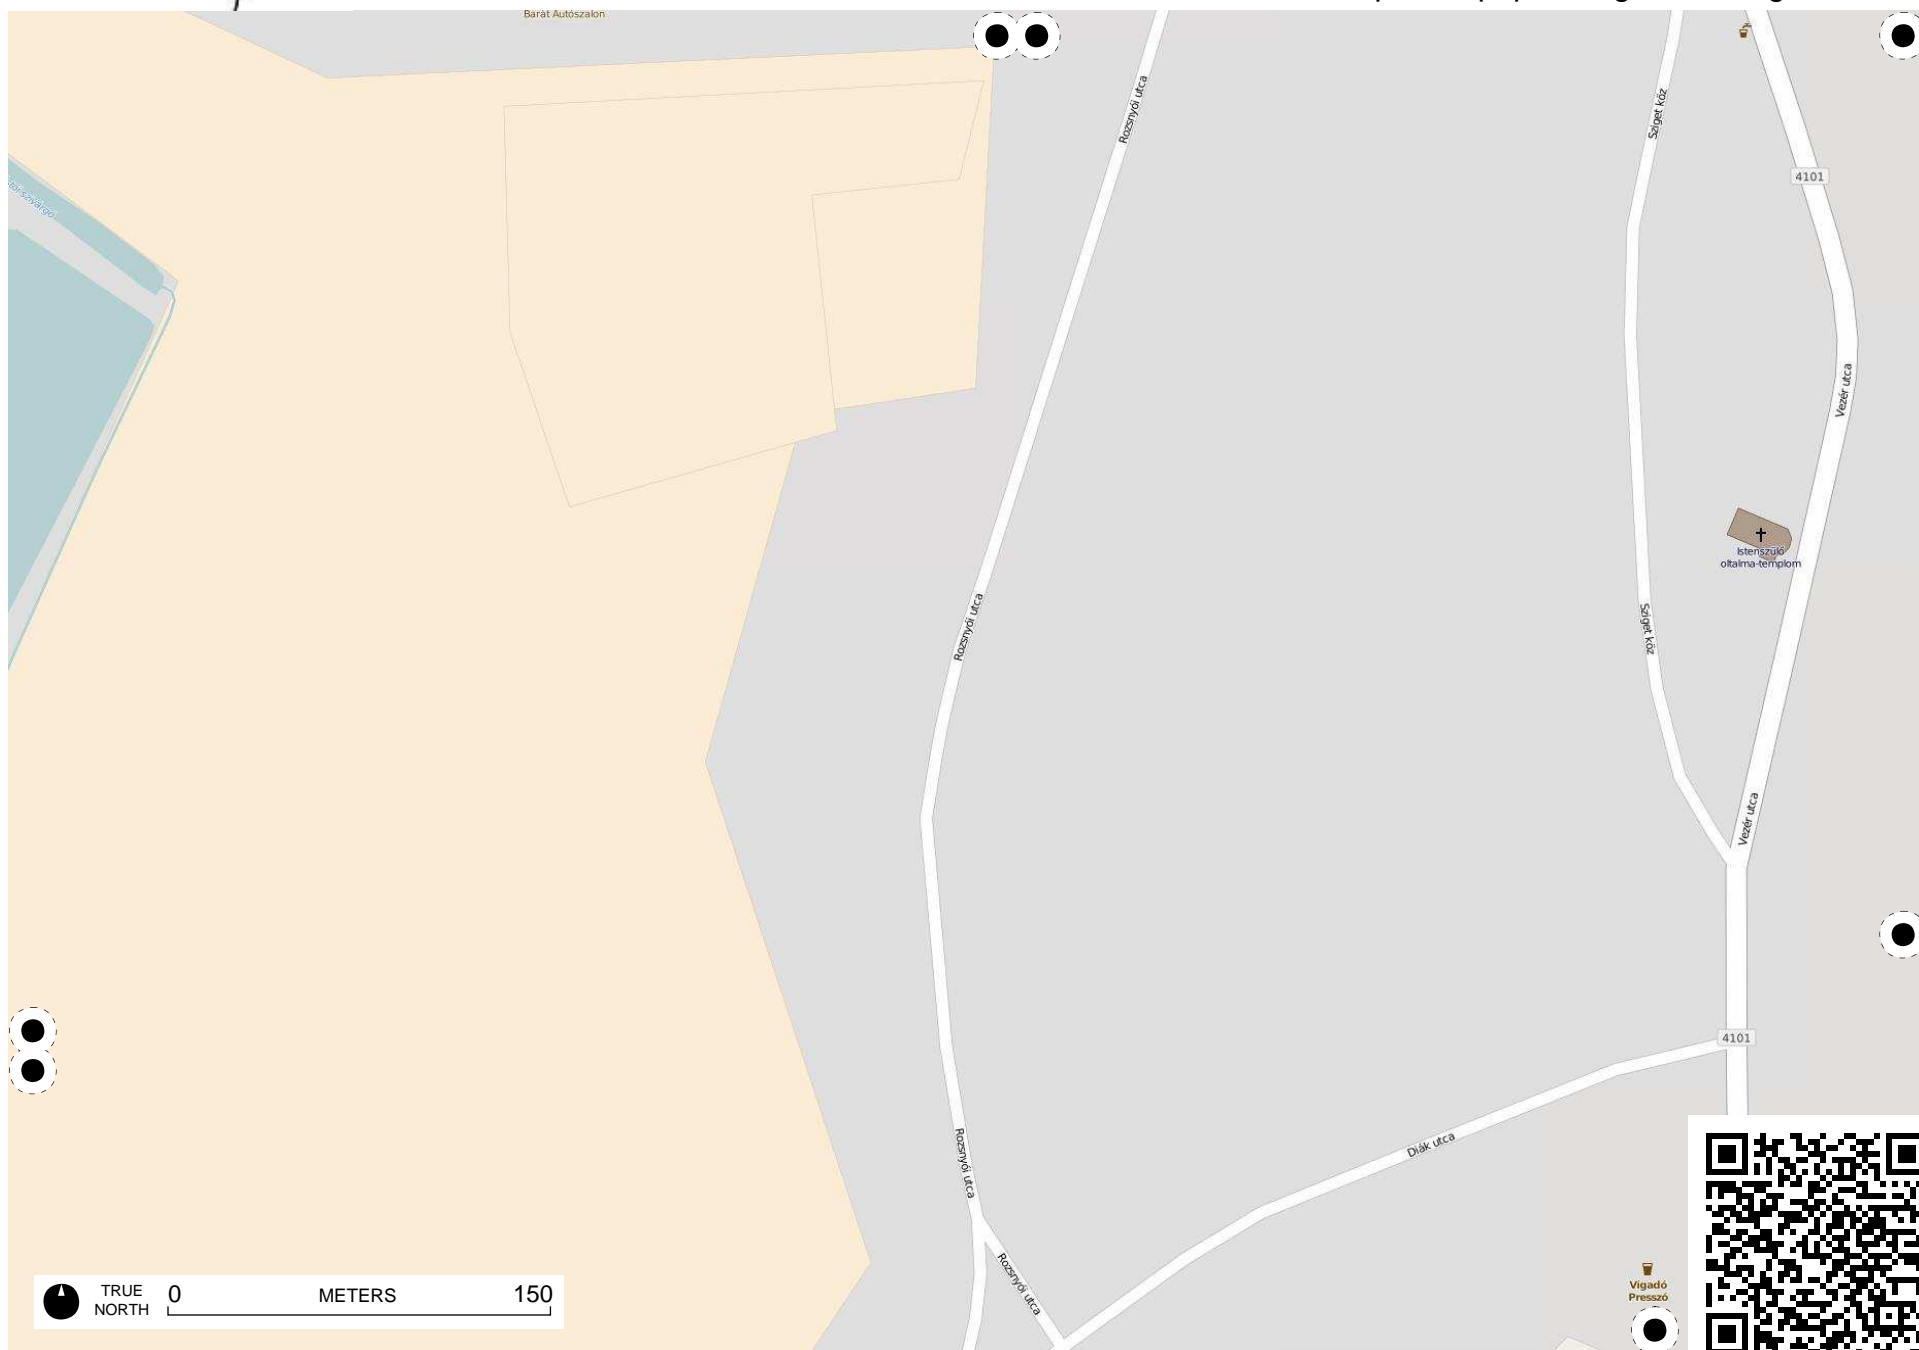 Barát Autószalon
Rozsnyói utca
Sziget köz
4101
Vezér utca
Istenszülő
oltalma-templom
Rozsnyói utca
Sziget köz
Vezér utca
4101
Rozsnyói utca
Diák utca
Rozsnyói utca
Vigadó
Presszó
TRUE
NORTH
0 METERS 150